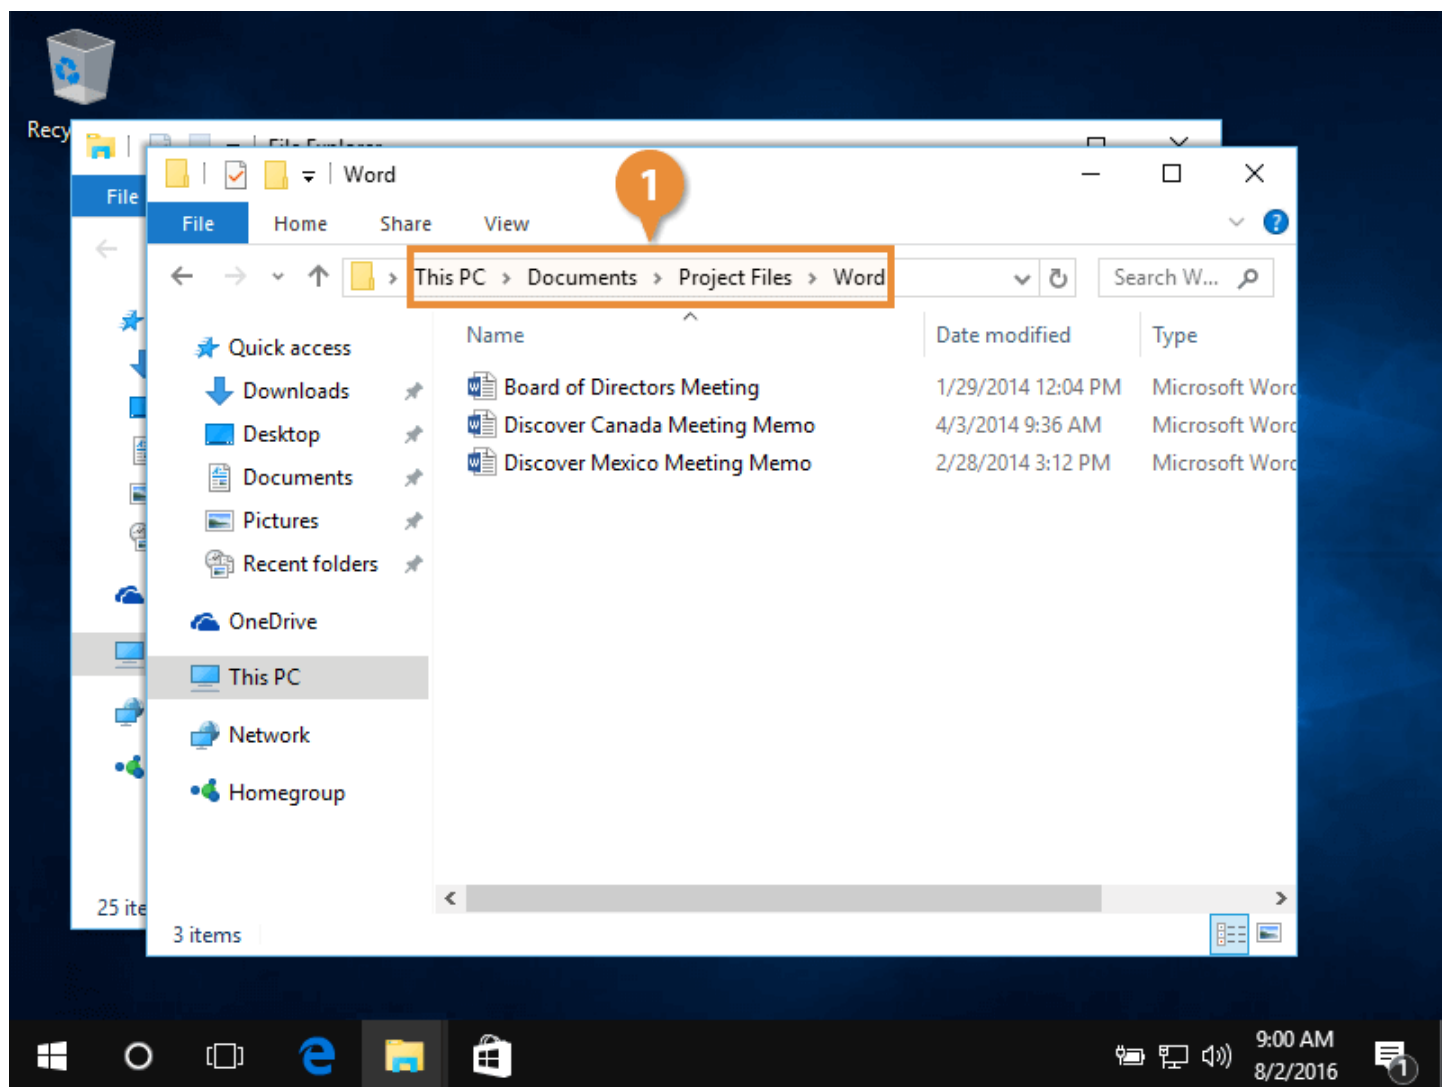 Recy
File Explorer
File
Word
1
File Home Share View
?
This PC > Documents > Project Files > Word
Search W...
Name Date modified Type
Quick access
Downloads
Desktop
Documents
Pictures
Recent folders
OneDrive
This PC
Network
Homegroup
Board of Directors Meeting 1/29/2014 12:04 PM Microsoft Word
Discover Canada Meeting Memo 4/3/2014 9:36 AM Microsoft Word
Discover Mexico Meeting Memo 2/28/2014 3:12 PM Microsoft Word
25 ite
3 items
9:00 AM
8/2/2016
1